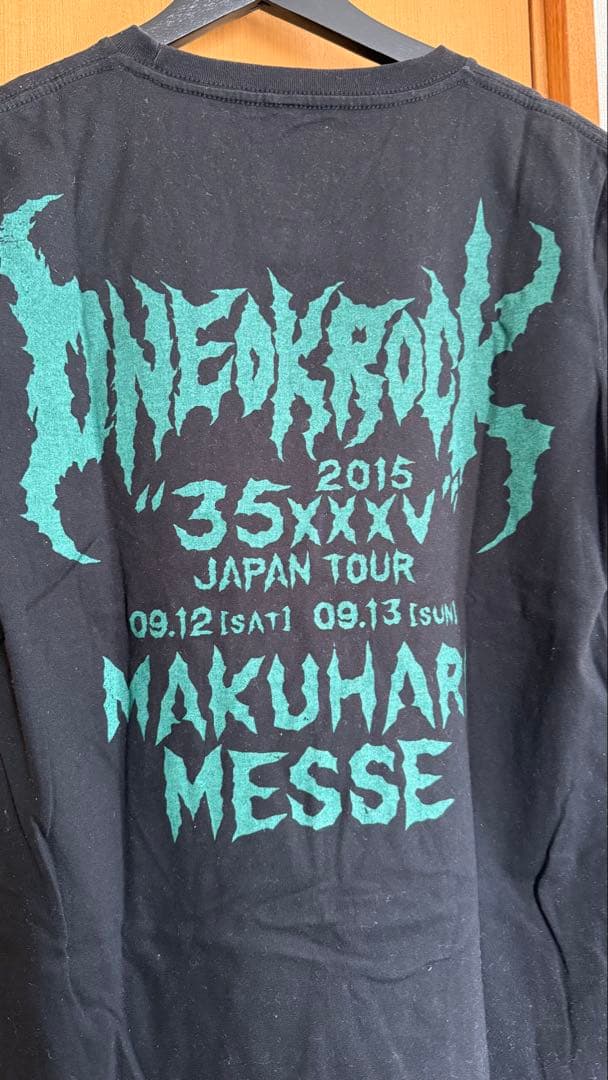 ONEOKROCK
2015
"35xxxv"
JAPAN TOUR
09.12 [SAT] 09.13 [SUN]
MAKUHARI
MESSE